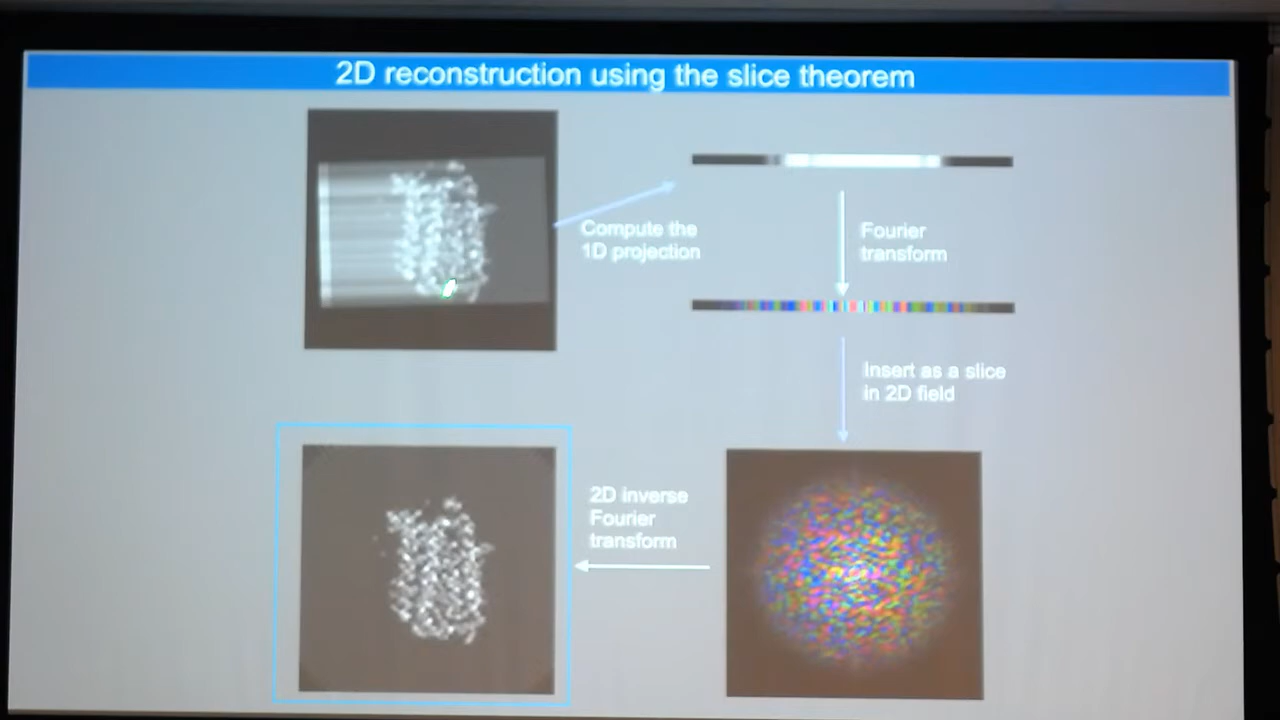 2D reconstruction using the slice theorem
Compute the
1D projection
Fourier
transform
Insert as a slice
in 2D field
2D inverse
Fourier
transform